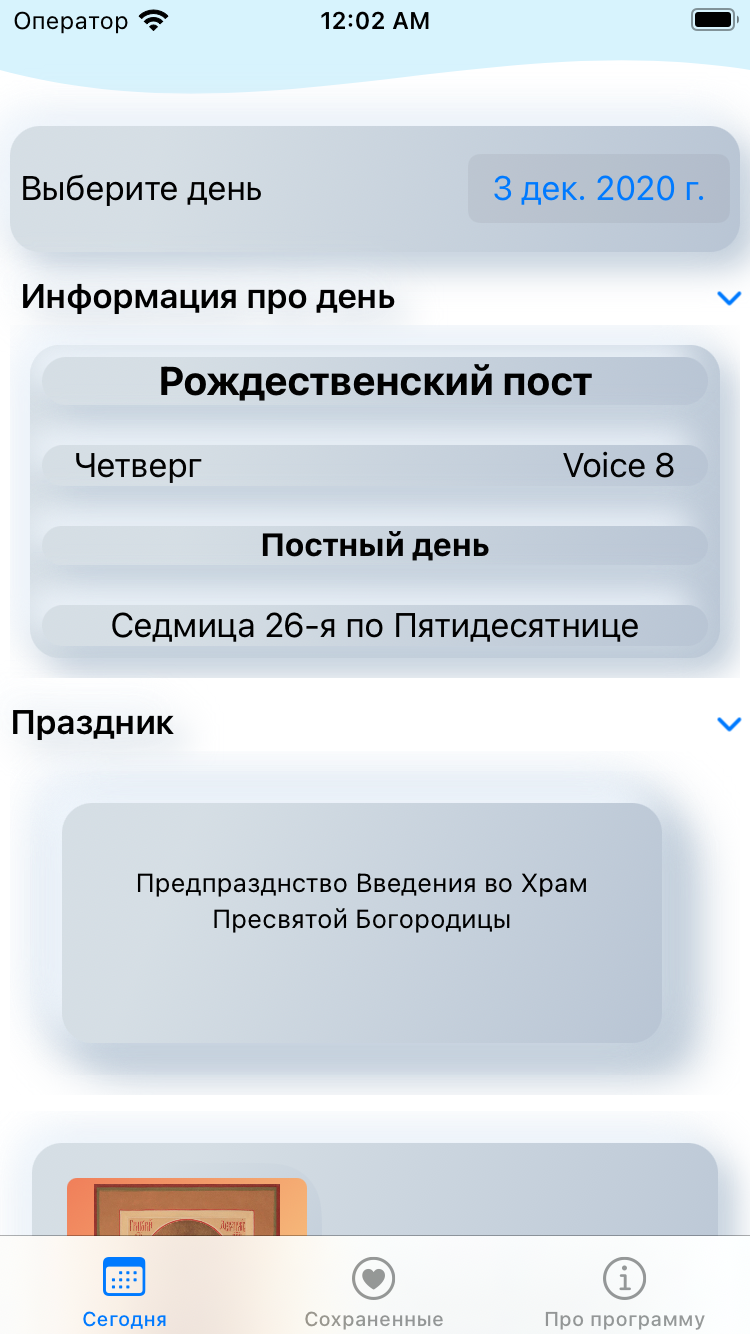 Оператор 12:02 AM
Выберите день 3 дек. 2020 г.
Информация про день
Рождественский пост
Четверг Voice 8
Постный день
Седмица 26-я по Пятидесятнице
Праздник
Предпразднство Введения во Храм
Пресвятой Богородицы
Сегодня Сохраненные Про программу